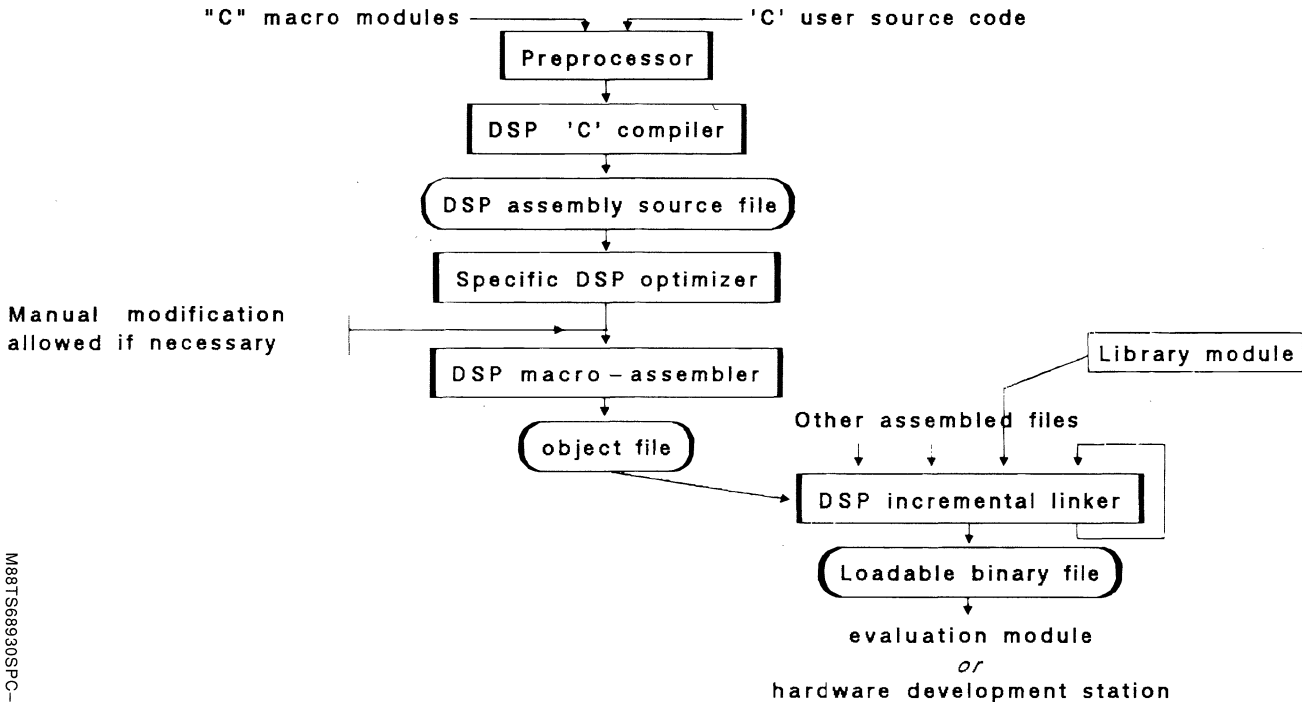 "C" macro modules
'C' user source code
Preprocessor
DSP 'C' compiler
DSP assembly source file
Specific DSP optimizer
Manual modification
allowed if necessary
DSP macro – assembler
Library module
Other assembled files
object file
DSP incremental linker
Loadable binary file
evaluation module
or
hardware development station
M88TS68930SPC–